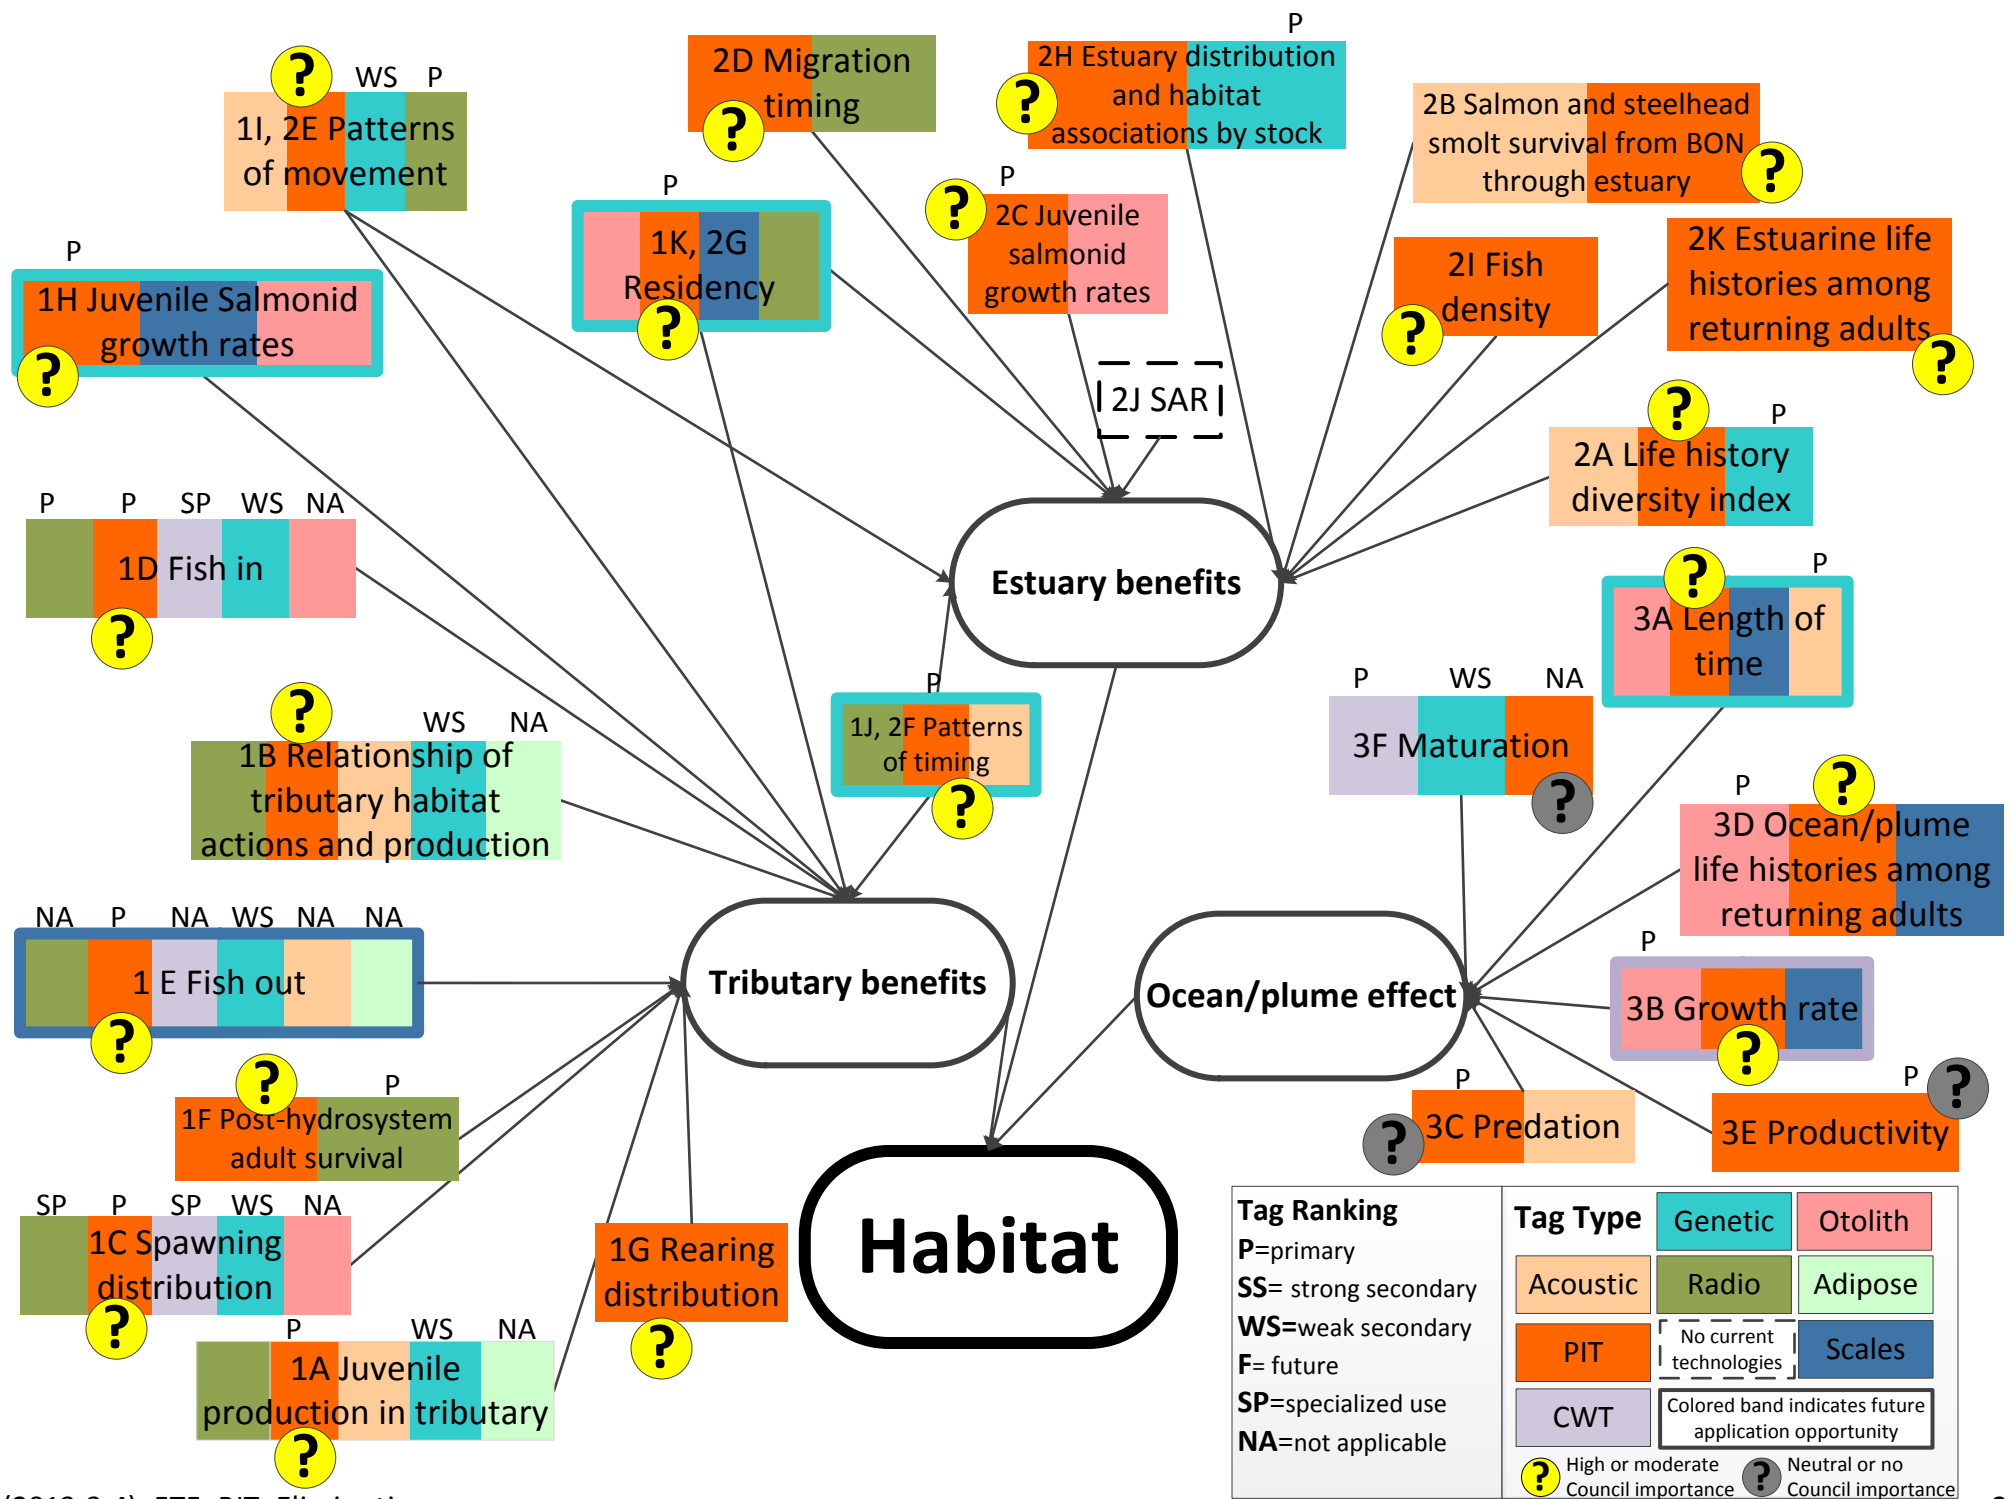 P
?
WS
P
1I, 2E Patterns
of movement
2D Migration
timing
?
P
2H Estuary distribution
and habitat
associations by stock
?
2B Salmon and steelhead
smolt survival from BON
through estuary
?
P
1H Juvenile Salmonid
growth rates
?
P
1K, 2G
Residency
?
P
2C Juvenile
salmonid
growth rates
?
2I Fish
density
?
2K Estuarine life
histories among
returning adults
?
2J SAR
?
P
2A Life history
diversity index
P
P
SP
WS
NA
1D Fish in
?
Estuary benefits
?
P
3A Length of
time
?
WS
NA
1B Relationship of
tributary habitat
actions and production
P
1J, 2F Patterns
of timing
?
P
WS
NA
3F Maturation
?
P
?
3D Ocean/plume
life histories among
returning adults
NA
P
NA
WS
NA
NA
1 E Fish out
?
Tributary benefits
Ocean/plume effect
P
3B Growth rate
?
?
P
1F Post-hydrosystem
adult survival
P
3C Predation
?
P
?
3E Productivity
SP
P
SP
WS
NA
1C Spawning
distribution
?
1G Rearing
distribution
?
P
WS
NA
1A Juvenile
production in tributary
?
Habitat
Tag Ranking
P=primary
SS= strong secondary
WS=weak secondary
F= future
SP=specialized use
NA=not applicable
Tag Type
Genetic
Otolith
Acoustic
Radio
Adipose
PIT
No current
technologies
Scales
CWT
Colored band indicates future
application opportunity
? High or moderate
Council importance
? Neutral or no
Council importance